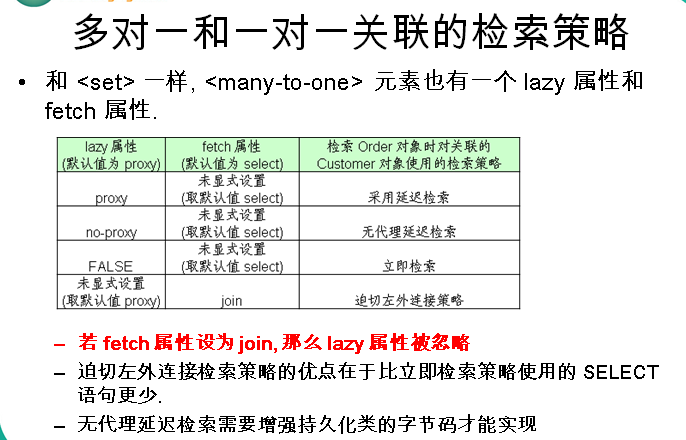 多对一和一对一关联的检索策略
• 和 <set> 一样, <many-to-one> 元素也有一个 lazy 属性和
fetch 属性.
lazy 属性 fetch 属性 检索 Order 对象时对关联的
(默认值为 proxy) (默认值为 select) Customer 对象使用的检索策略
未显式设置
proxy (取默认值 select) 采用延迟检索
未显式设置
no-proxy (取默认值 select) 无代理延迟检索
未显式设置
FALSE (取默认值 select) 立即检索
未显式设置
(取默认值 proxy) join 迫切左外连接策略
– 若 fetch 属性设为 join, 那么 lazy 属性被忽略
– 迫切左外连接检索策略的优点在于比立即检索策略使用的 SELECT
语句更少.
– 无代理延迟检索需要增强持久化类的字节码才能实现